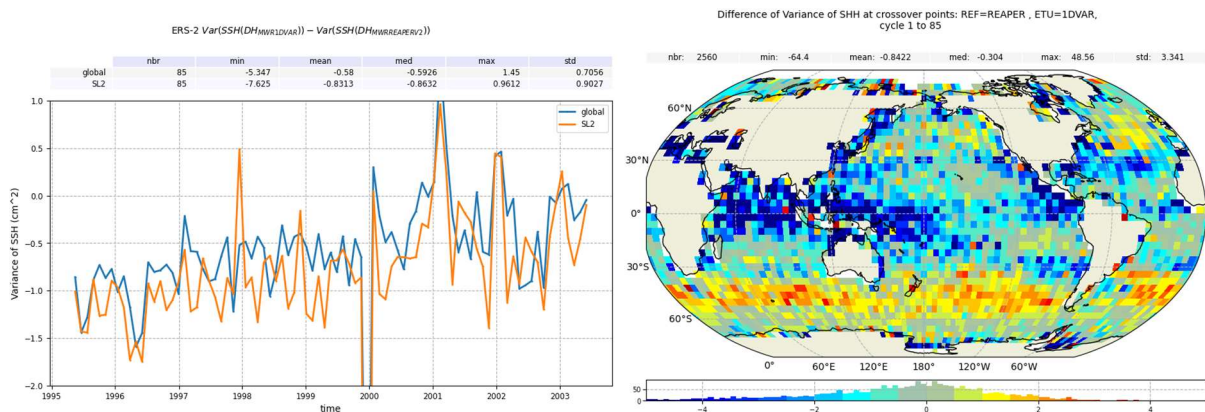 ERS-2 Var(SSH(DH_MWR1DVAR)) − Var(SSH(DH_MWRREAPERV2))
nbr min mean med max std
global 85 -5.347 -0.58 -0.5926 1.45 0.7056
SL2 85 -7.625 -0.8313 -0.8632 0.9612 0.9027
Variance of SSH (cm^2)
1.0
0.5
0.0
-0.5
-1.0
-1.5
-2.0
global
SL2
1995 1996 1997 1998 1999 2000 2001 2002 2003
time
Difference of Variance of SHH at crossover points: REF=REAPER , ETU=1DVAR,
cycle 1 to 85
nbr: 2560 min: -64.4 mean: -0.8422 med: -0.304 max: 48.56 std: 3.341
60°N
30°N
0°
30°S
60°S
0° 60°E 120°E 180° 120°W 60°W
50
0
−4 −2 0 2 4